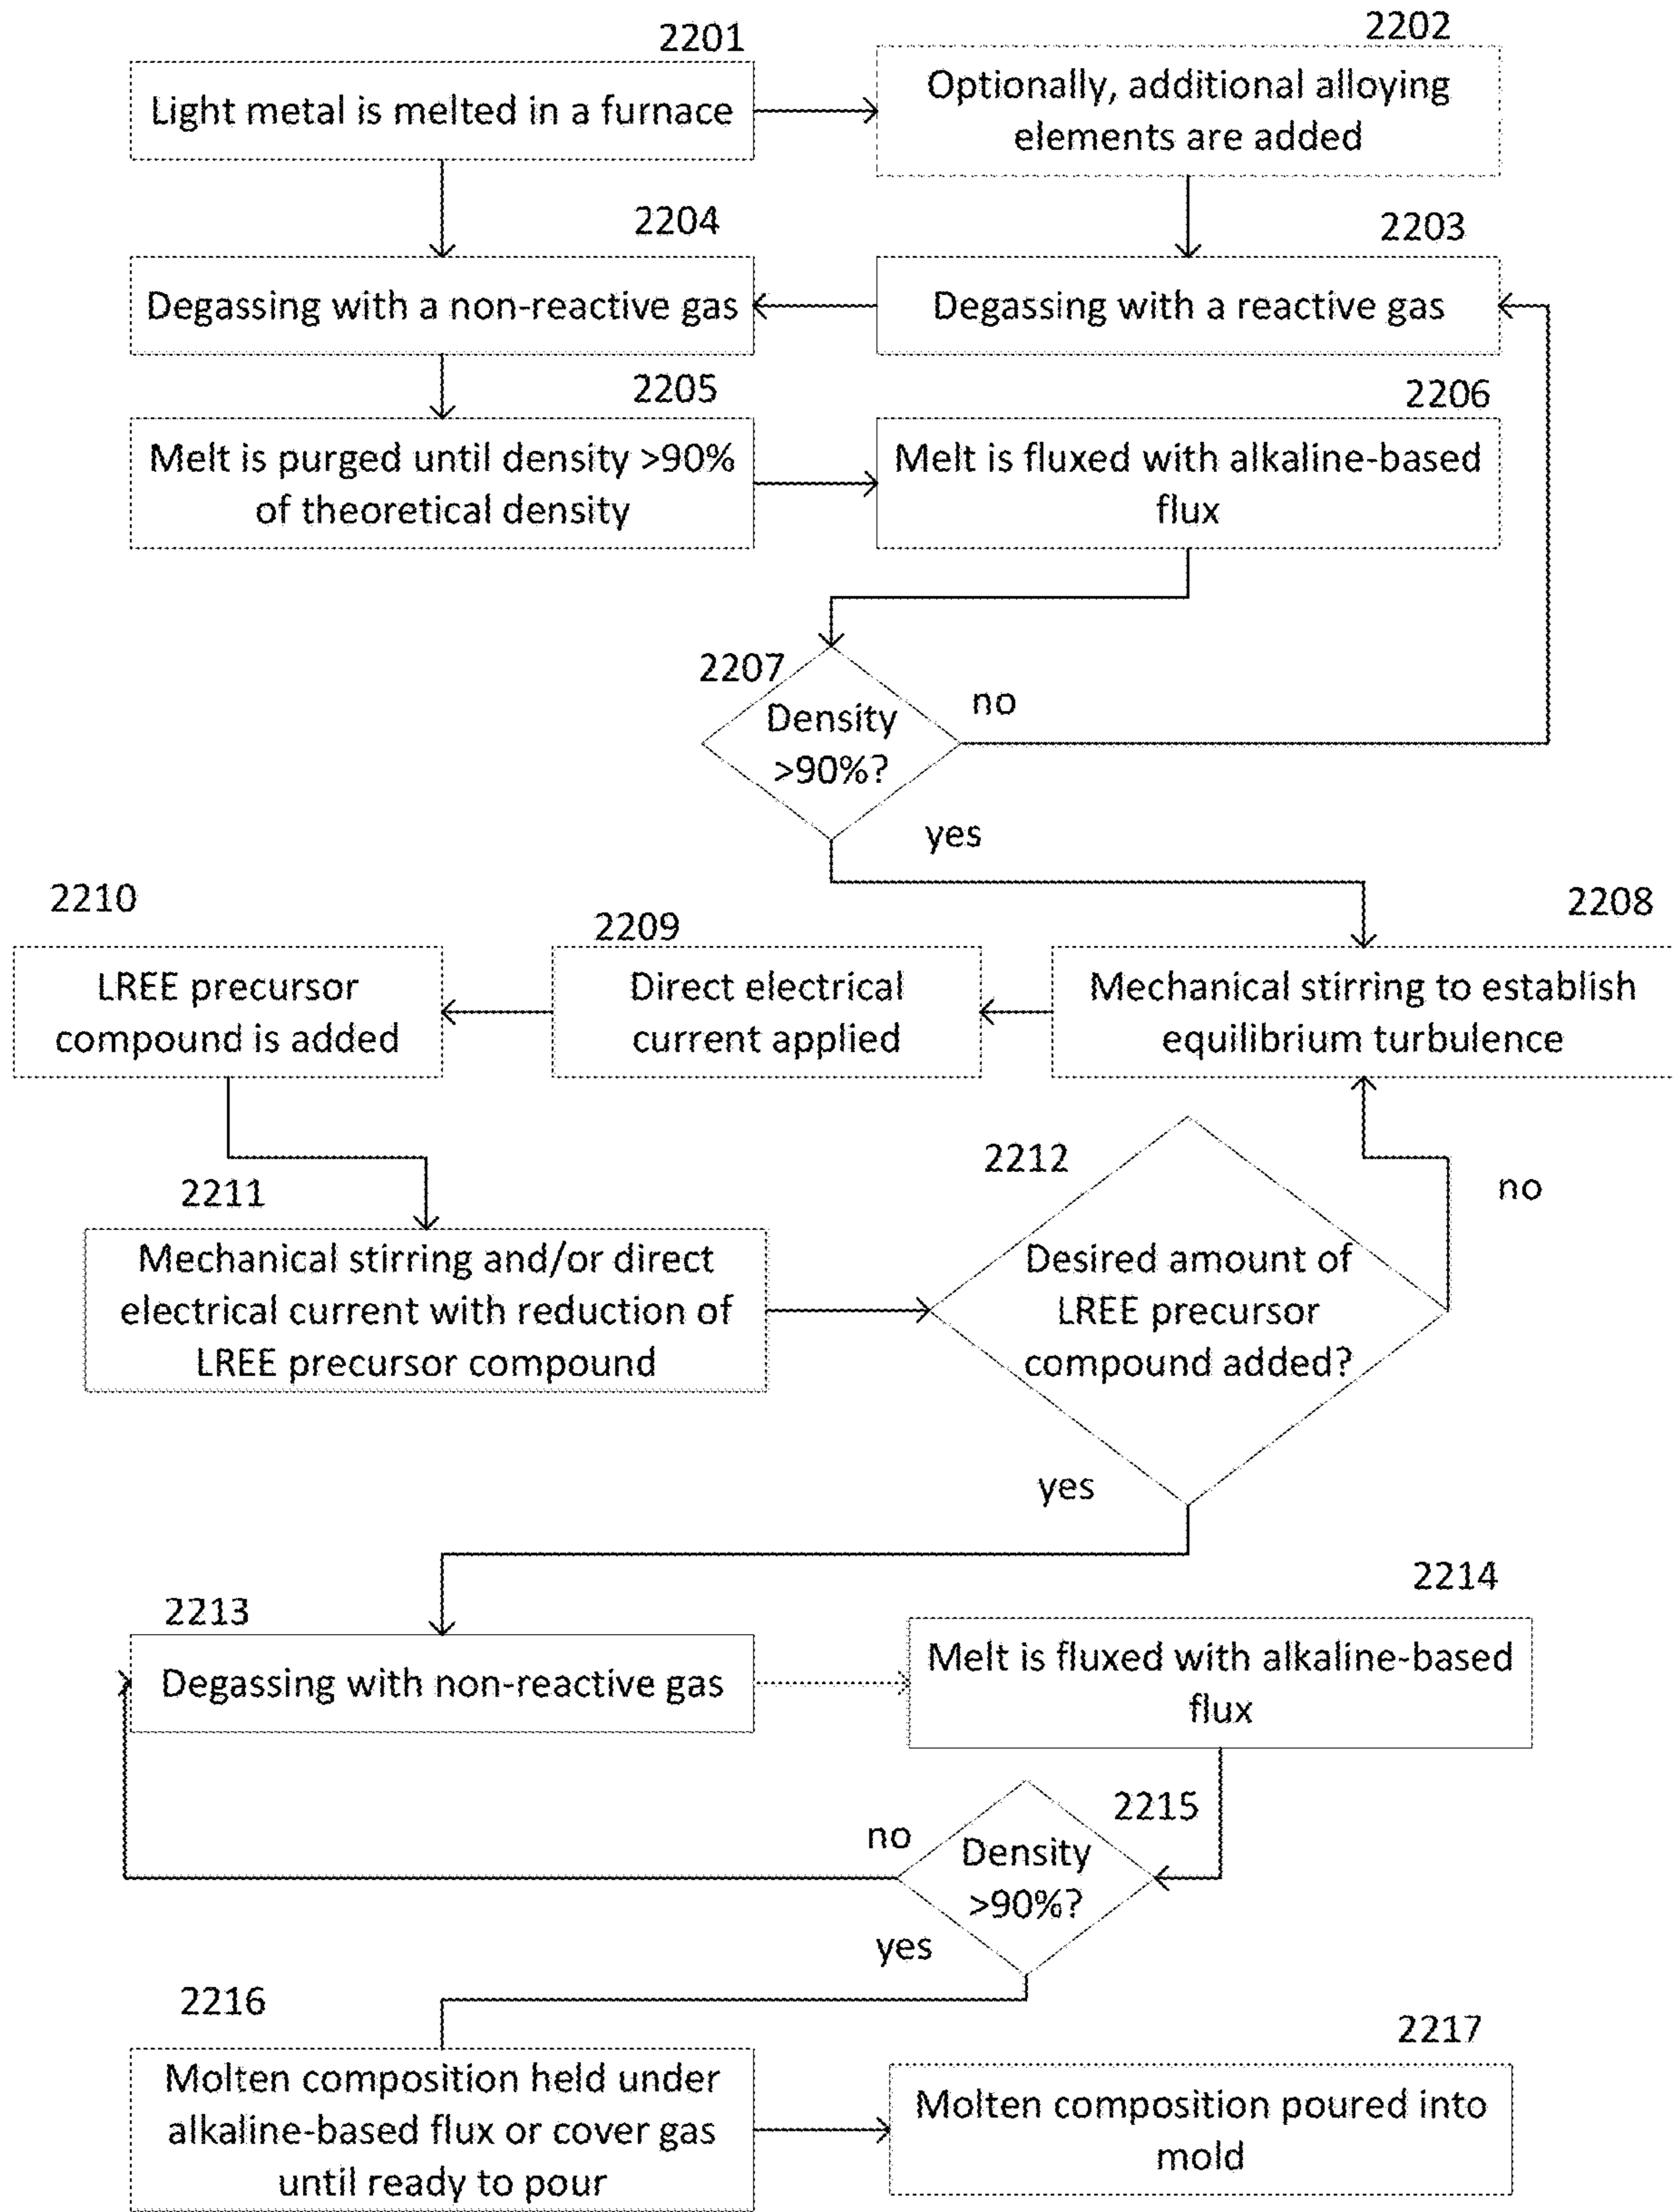 2201
Light metal is melted in a furnace
2202
Optionally, additional alloying
elements are added
2204
Degassing with a non-reactive gas
2203
Degassing with a reactive gas
2205
Melt is purged until density >90%
of theoretical density
2206
Melt is fluxed with alkaline-based
flux
2207
Density
>90%?
no
yes
2210
LREE precursor
compound is added
2209
Direct electrical
current applied
2208
Mechanical stirring to establish
equilibrium turbulence
2211
Mechanical stirring and/or direct
electrical current with reduction of
LREE precursor compound
2212
Desired amount of
LREE precursor
compound added?
no
yes
2213
Degassing with non-reactive gas
2214
Melt is fluxed with alkaline-based
flux
2215
Density
>90%?
no
yes
2216
Molten composition held under
alkaline-based flux or cover gas
until ready to pour
2217
Molten composition poured into
mold